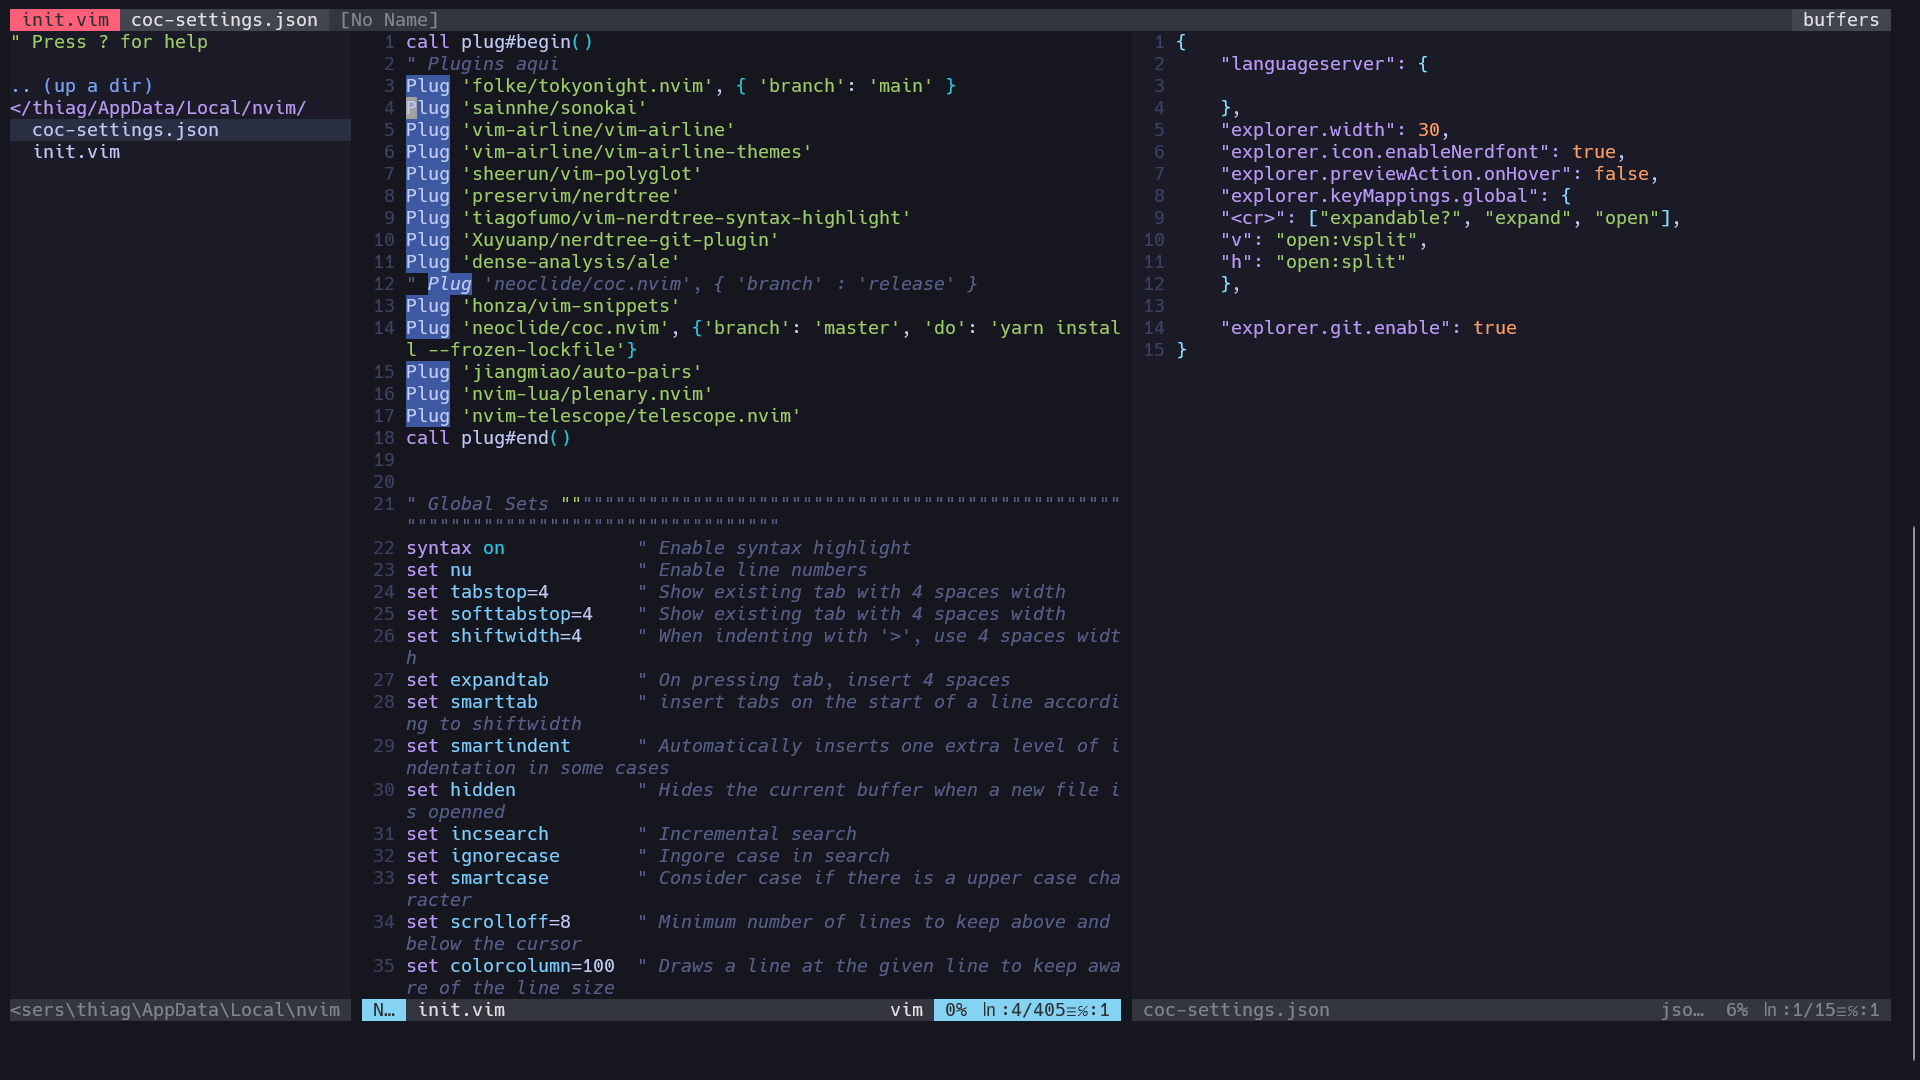 init.vim coc-settings.json [No Name] buffers
" Press ? for help
.. (up a dir)
</thiag/AppData/Local/nvim/
coc-settings.json
init.vim
<sers\thiag\AppData\Local\nvim
1 call plug#begin()
2 " Plugins aqui
3 Plug 'folke/tokyonight.nvim', { 'branch': 'main' }
4 Plug 'sainnhe/sonokai'
5 Plug 'vim-airline/vim-airline'
6 Plug 'vim-airline/vim-airline-themes'
7 Plug 'sheerun/vim-polyglot'
8 Plug 'preservim/nerdtree'
9 Plug 'tiagofumo/vim-nerdtree-syntax-highlight'
10 Plug 'Xuyuanp/nerdtree-git-plugin'
11 Plug 'dense-analysis/ale'
12 " Plug 'neoclide/coc.nvim', { 'branch' : 'release' }
13 Plug 'honza/vim-snippets'
14 Plug 'neoclide/coc.nvim', {'branch': 'master', 'do': 'yarn instal
l --frozen-lockfile'}
15 Plug 'jiangmiao/auto-pairs'
16 Plug 'nvim-lua/plenary.nvim'
17 Plug 'nvim-telescope/telescope.nvim'
18 call plug#end()
19
20
21 " Global Sets """""""""""""""""""""""""""""""""""""""""""""""""""
""""""""""""""""""""""""""""""""""
22 syntax on            " Enable syntax highlight
23 set nu               " Enable line numbers
24 set tabstop=4        " Show existing tab with 4 spaces width
25 set softtabstop=4    " Show existing tab with 4 spaces width
26 set shiftwidth=4     " When indenting with '>', use 4 spaces widt
h
27 set expandtab        " On pressing tab, insert 4 spaces
28 set smarttab         " insert tabs on the start of a line accordi
ng to shiftwidth
29 set smartindent      " Automatically inserts one extra level of i
ndentation in some cases
30 set hidden           " Hides the current buffer when a new file i
s openned
31 set incsearch        " Incremental search
32 set ignorecase       " Ingore case in search
33 set smartcase        " Consider case if there is a upper case cha
racter
34 set scrolloff=8      " Minimum number of lines to keep above and
below the cursor
35 set colorcolumn=100  " Draws a line at the given line to keep awa
re of the line size
N… init.vim vim 0% ln:4/405≡%:1
1 {
2     "languageserver": {
3
4     },
5     "explorer.width": 30,
6     "explorer.icon.enableNerdfont": true,
7     "explorer.previewAction.onHover": false,
8     "explorer.keyMappings.global": {
9     "<cr>": ["expandable?", "expand", "open"],
10     "v": "open:vsplit",
11     "h": "open:split"
12     },
13
14     "explorer.git.enable": true
15 }
coc-settings.json jso… 6% ln:1/15≡%:1